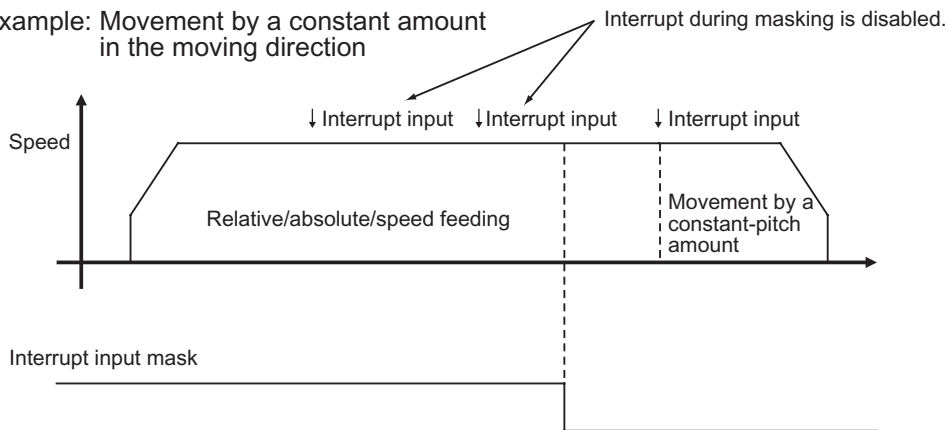 xample: Movement by a constant amount
in the moving direction
Interrupt during masking is disabled.
Interrupt input
Interrupt input
Interrupt input
Speed
Relative/absolute/speed feeding
Movement by a
constant-pitch
amount
Interrupt input mask